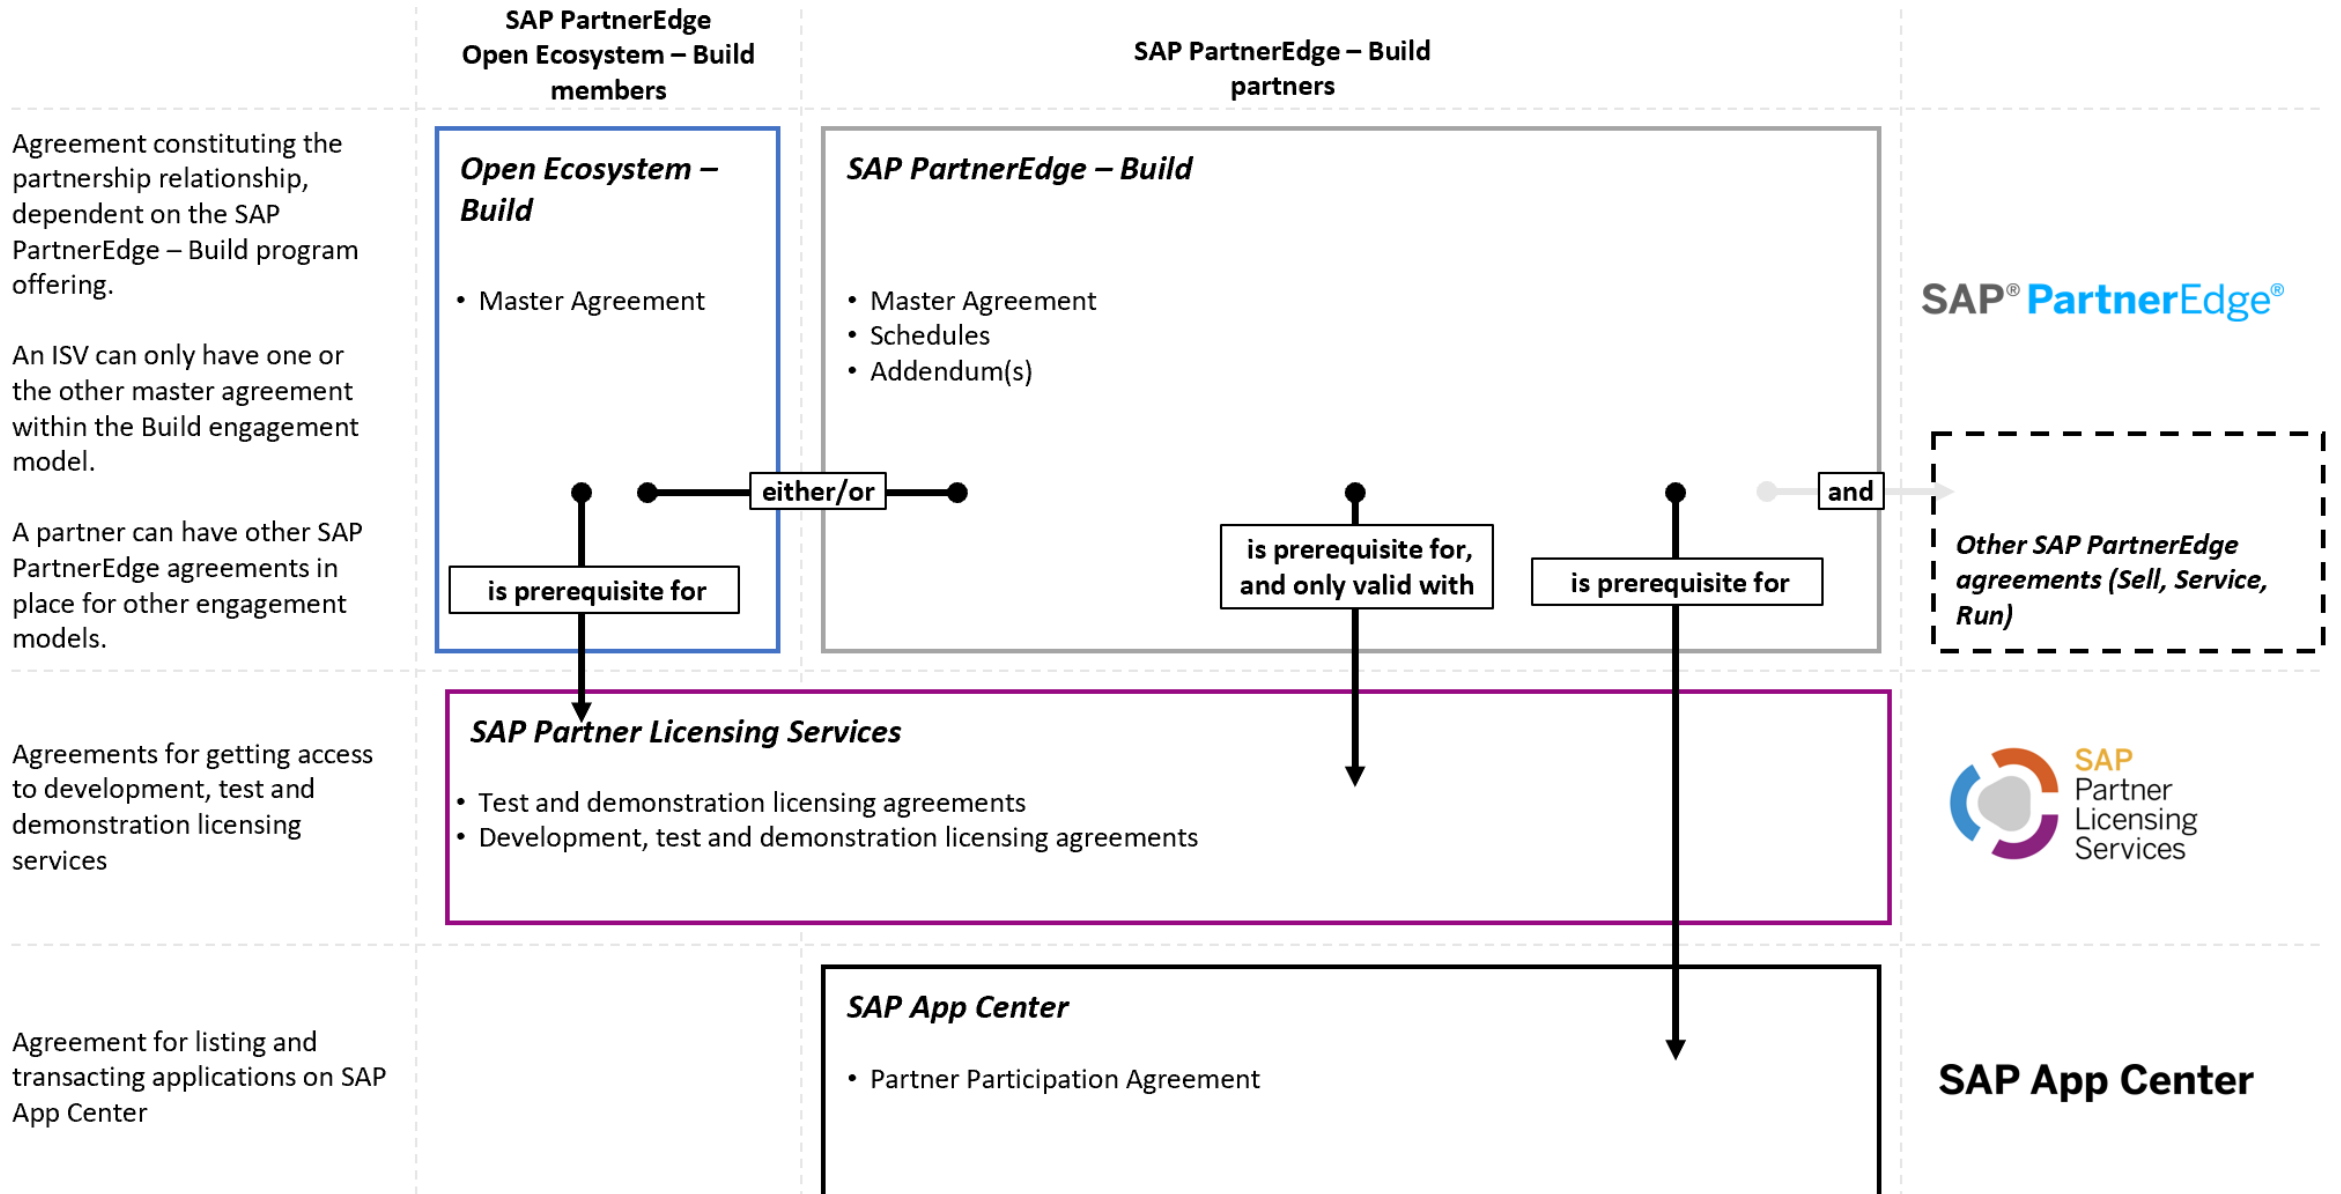 SAP PartnerEdge
Open Ecosystem – Build
members
SAP PartnerEdge – Build
partners
Agreement constituting the
partnership relationship,
dependent on the SAP
PartnerEdge – Build program
offering.
An ISV can only have one or
the other master agreement
within the Build engagement
model.
A partner can have other SAP
PartnerEdge agreements in
place for other engagement
models.
Open Ecosystem –
Build
• Master Agreement
SAP PartnerEdge – Build
• Master Agreement
• Schedules
• Addendum(s)
either/or
is prerequisite for
is prerequisite for,
and only valid with
is prerequisite for
and
SAP® PartnerEdge®
Other SAP PartnerEdge
agreements (Sell, Service,
Run)
Agreements for getting access
to development, test and
demonstration licensing
services
SAP Partner Licensing Services
• Test and demonstration licensing agreements
• Development, test and demonstration licensing agreements
SAP
Partner
Licensing
Services
Agreement for listing and
transacting applications on SAP
App Center
SAP App Center
• Partner Participation Agreement
SAP App Center